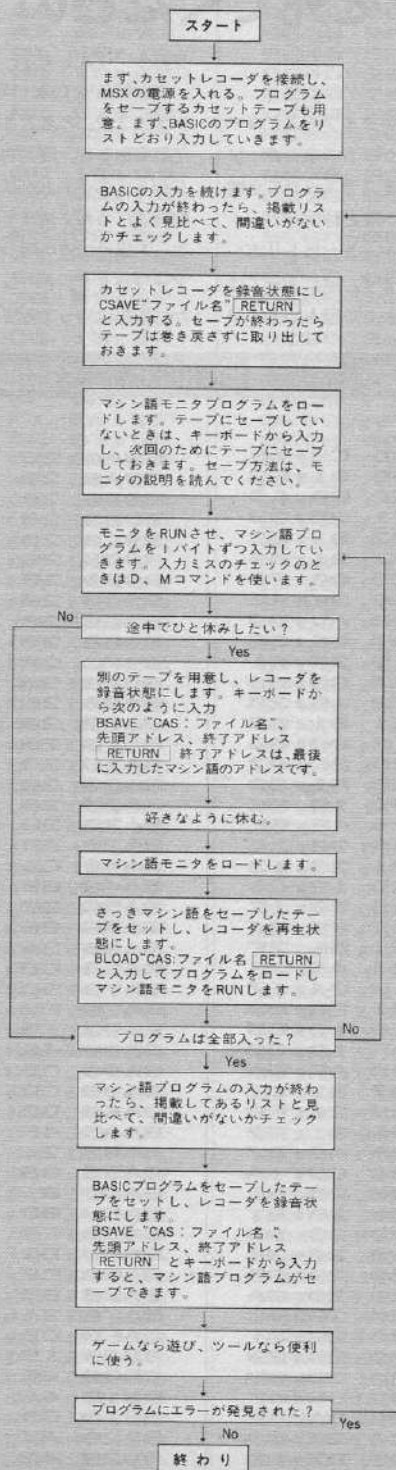 スタート
まず、カセットレコーダを接続し、
MSXの電源を入れる。プログラム
をセーブするカセットテープも用
意。まず、BASICのプログラムをリ
ストどおり入力していきます。
BASICの入力を続けます。プログラ
ムの入力が終わったら、掲載リス
トとよく見比べて、間違いがない
かチェックします。
カセットレコーダを録音状態にし
CSAVE"ファイル名" RETURN
と入力する。セーブが終わったら
テープは巻き戻さずに取り出して
おきます。
マシン語モニタプログラムをロー
ドします。テープにセーブしてい
ないときは、キーボードから入力
し、次回のためにテープにセーブ
しておきます。セーブ方法は、モ
ニタの説明を読んでください。
モニタをRUNさせ、マシン語プロ
グラムを1バイトずつ入力してい
きます。入力ミスのチェックのと
きはD、Mコマンドを使います。
No
途中でひと休みしたい?
Yes
別のテープを用意し、レコーダを
録音状態にします。キーボードか
ら次のように入力
BSAVE "CAS:ファイル名"、
先頭アドレス、終了アドレス
RETURN 終了アドレスは、最後
に入力したマシン語のアドレスです。
好きなように休む。
マシン語モニタをロードします。
さっきマシン語をセーブしたテー
プをセットし、レコーダを再生状
態にします。
BLOAD"CAS:ファイル名 RETURN
と入力してプログラムをロードし
マシン語モニタをRUNします。
プログラムは全部入った?
No
Yes
マシン語プログラムの入力が終わ
ったら、掲載してあるリストと見
比べて、間違いがないかチェック
します。
BASICプログラムをセーブしたテー
プをセットし、レコーダを録音状
態にします。
BSAVE "CAS:ファイル名"、
先頭アドレス、終了アドレス
RETURN とキーボードから入力
すると、マシン語プログラムがセ
ーブできます。
ゲームなら遊び、ツールなら便利
に使う。
プログラムにエラーが発見された?
Yes
No
終わり